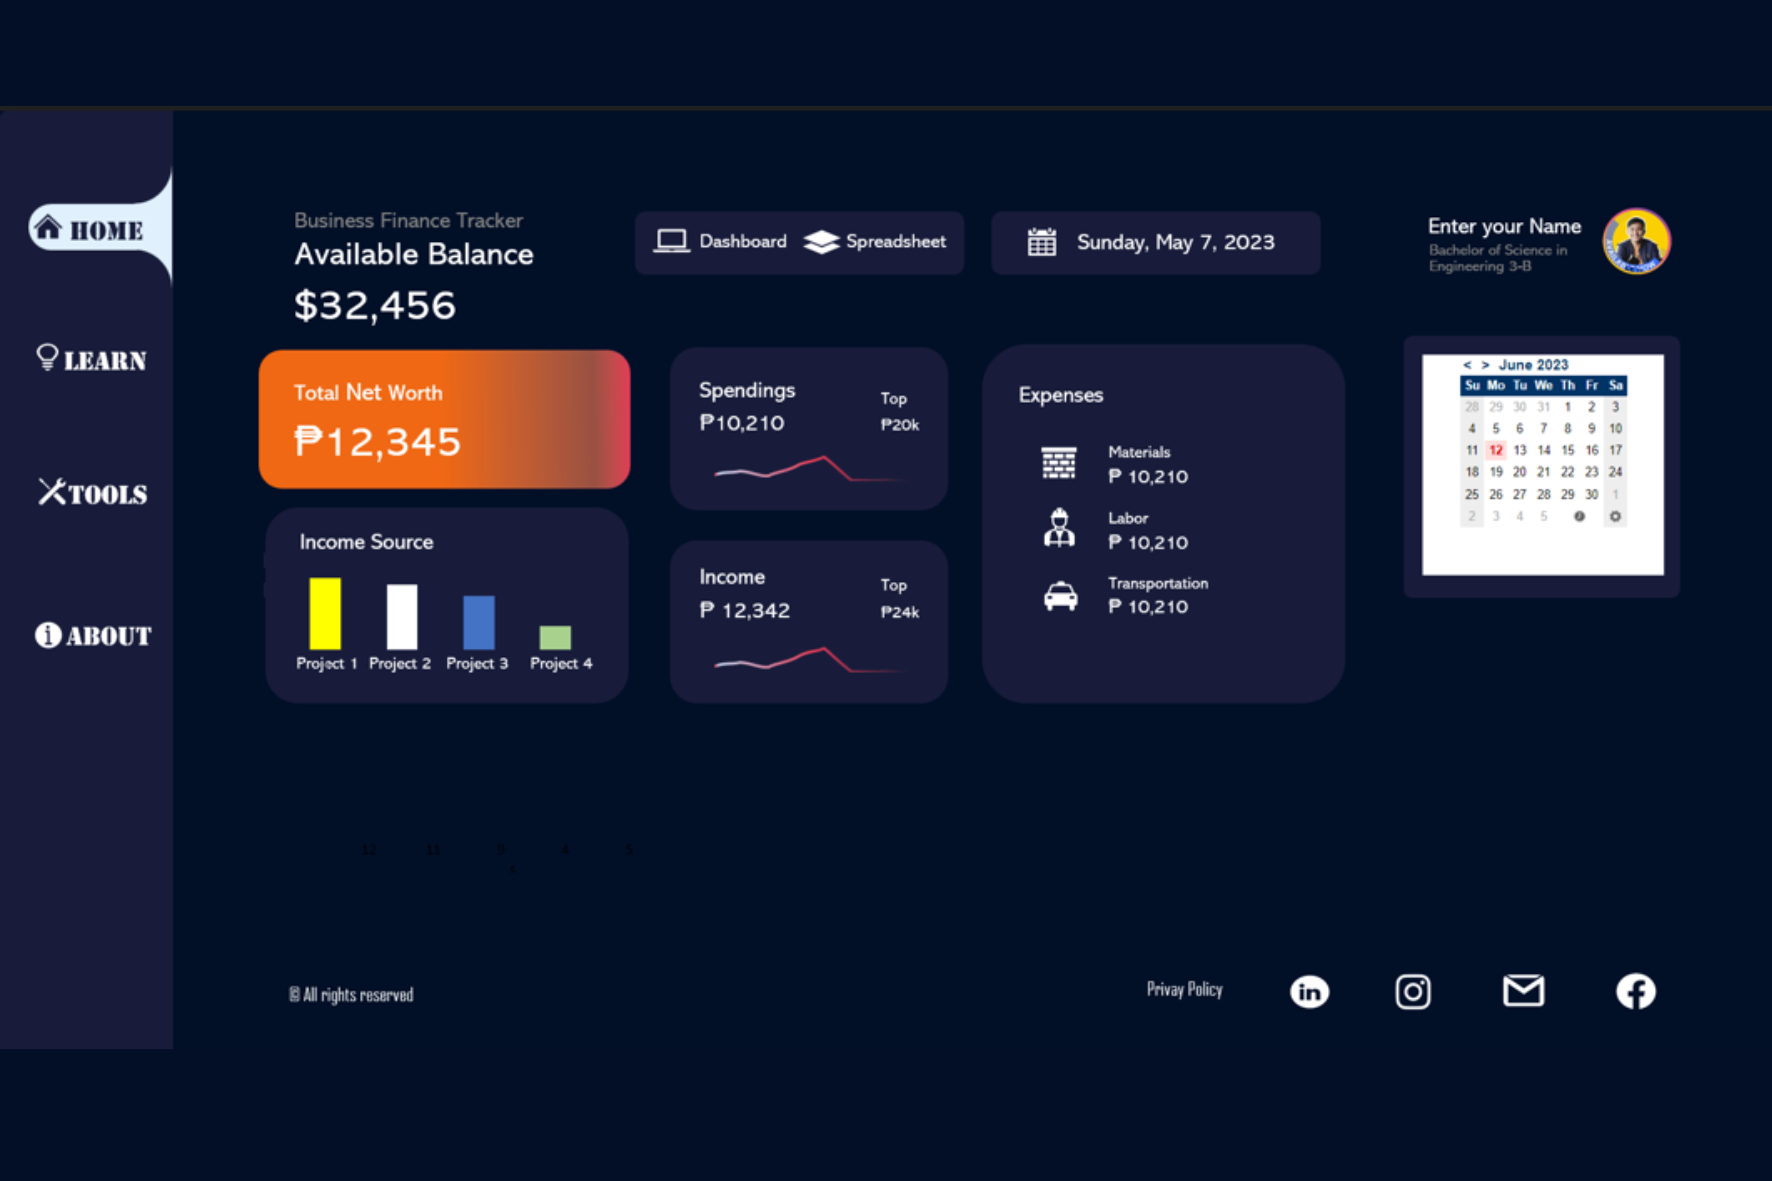 HOME
LEARN
TOOLS
ABOUT
Business Finance Tracker
Available Balance
$32,456
Dashboard
Spreadsheet
Sunday, May 7, 2023
Enter your Name
Bachelor of Science in
Engineering 3-B
Total Net Worth
₱12,345
Income Source
Project 1 Project 2 Project 3 Project 4
Spendings
₱10,210
Top
₱20k
Income
₱ 12,342
Top
₱24k
Expenses
Materials
₱ 10,210
Labor
₱ 10,210
Transportation
₱ 10,210
< > June 2023
Su Mo Tu We Th Fr Sa
28 29 30 31 1 2 3
4 5 6 7 8 9 10
11 12 13 14 15 16 17
18 19 20 21 22 23 24
25 26 27 28 29 30 1
2 3 4 5
12 11 9 4 5
© All rights reserved
Privay Policy
in